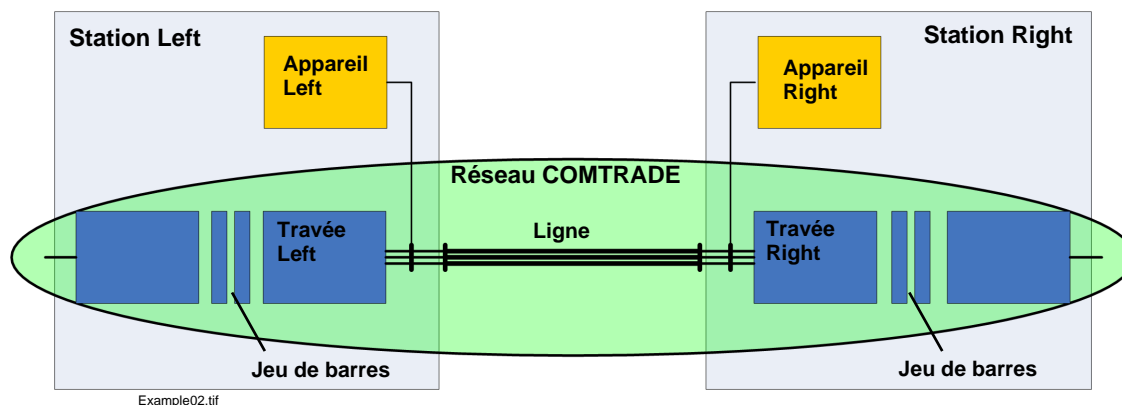 Station Left
Appareil
Left
Station Right
Appareil
Right
Réseau COMTRADE
Travée
Left
Ligne
Travée
Right
Jeu de barres
Jeu de barres
Example02.tif